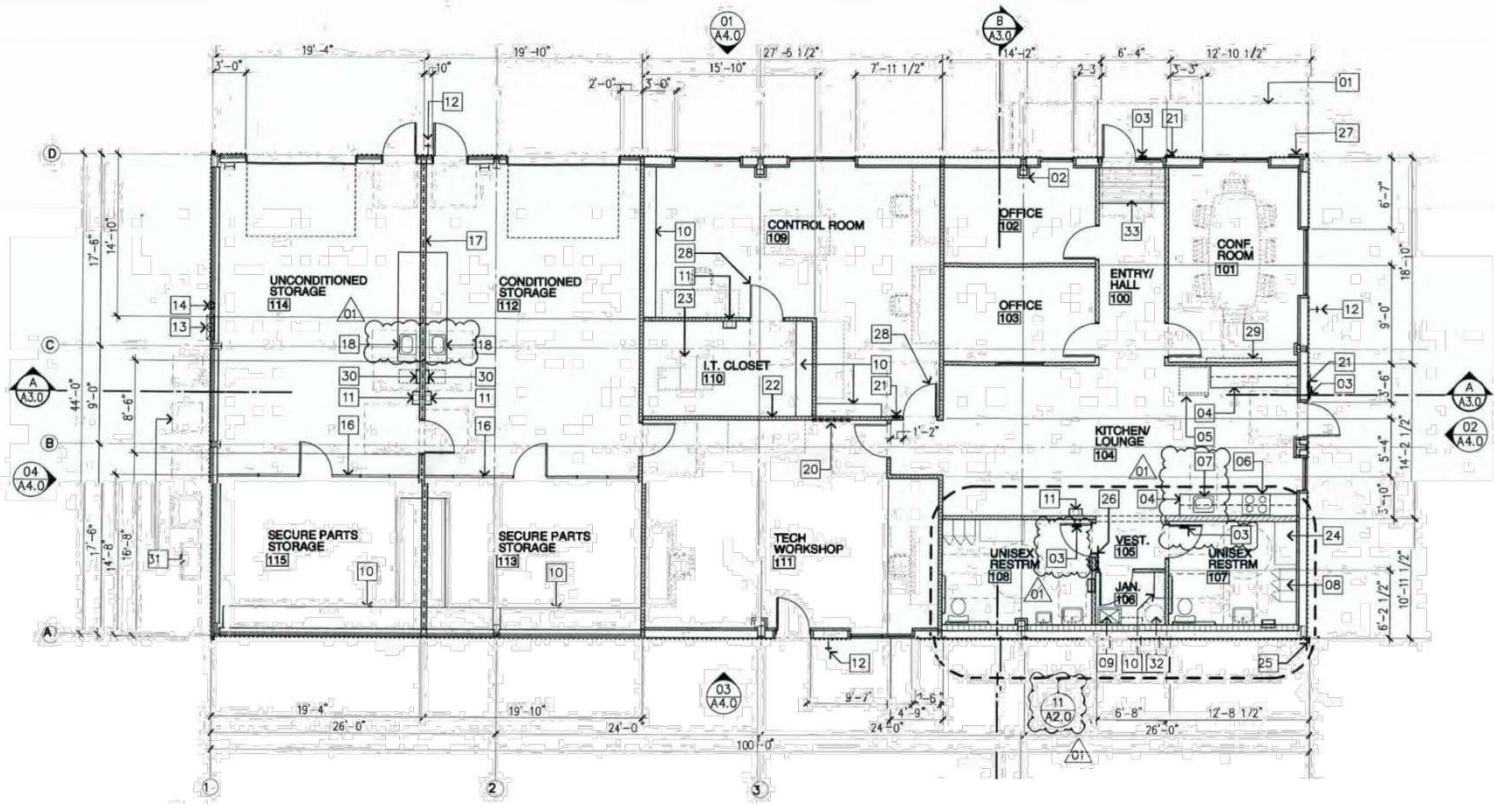 01
A4.0
B
A3.0
19'-4"
19'-10"
27'-5 1/2"
14'-2"
6'-4"
12'-10 1/2"
3'-0"
10"
2'-0"
3'-0"
15'-10"
7'-11 1/2"
2-3
3'-3"
01
12
03
21
27
D
02
17
10
28
11
23
CONTROL ROOM
109
OFFICE
102
33
CONF.
ROOM
101
6'-7"
18'-10"
17'-6"
14'-10"
UNCONDITIONED
STORAGE
114
CONDITIONED
STORAGE
112
01
ENTRY/
HALL
100
OFFICE
103
14
13
12
9'-0"
C
18
18
28
29
I.T. CLOSET
110
A
A3.0
30
30
11
11
10
21
22
21
03
04
05
3'-6"
A
A3.0
44'-0"
9'-0"
8'-6"
B
16
16
20
1'-2"
KITCHEN/
LOUNGE
104
01
07
06
02
A4.0
5'-4"
14'-2 1/2"
04
A4.0
11
26
04
3'-10"
SECURE PARTS
STORAGE
115
SECURE PARTS
STORAGE
113
TECH
WORKSHOP
111
UNISEX
RESTRM
108
03
VEST.
105
03
UNISEX
RESTRM
107
24
08
JAN.
106
01
31
10
10
17'-6"
14'-8"
16'-8"
6'-2 1/2"
10'-11 1/2"
A
12
09
10
32
25
03
A4.0
11
A2.0
01
9'-7"
2-6
4'-9"
19'-4"
19'-10"
6'-8"
12'-8 1/2"
26'-0"
24'-0"
24'-0"
26'-0"
100'-0"
1
2
3